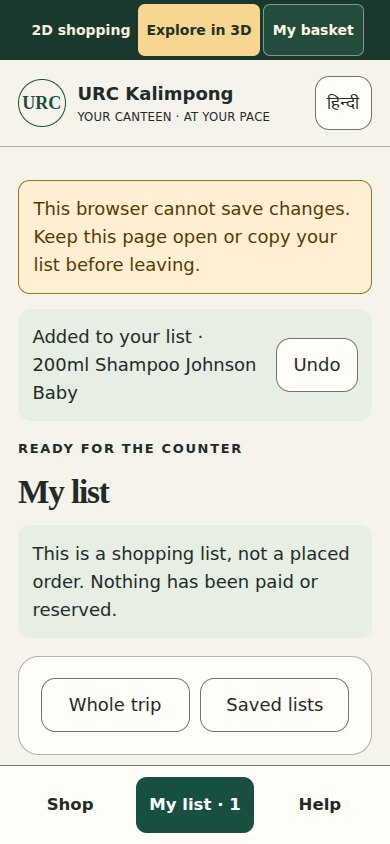 2D shopping Explore in 3D My basket
URC URC Kalimpong
YOUR CANTEEN · AT YOUR PACE
हिन्दी
This browser cannot save changes.
Keep this page open or copy your
list before leaving.
Added to your list ·
200ml Shampoo Johnson
Baby
Undo
READY FOR THE COUNTER
My list
This is a shopping list, not a placed
order. Nothing has been paid or
reserved.
Whole trip Saved lists
Shop My list · 1 Help